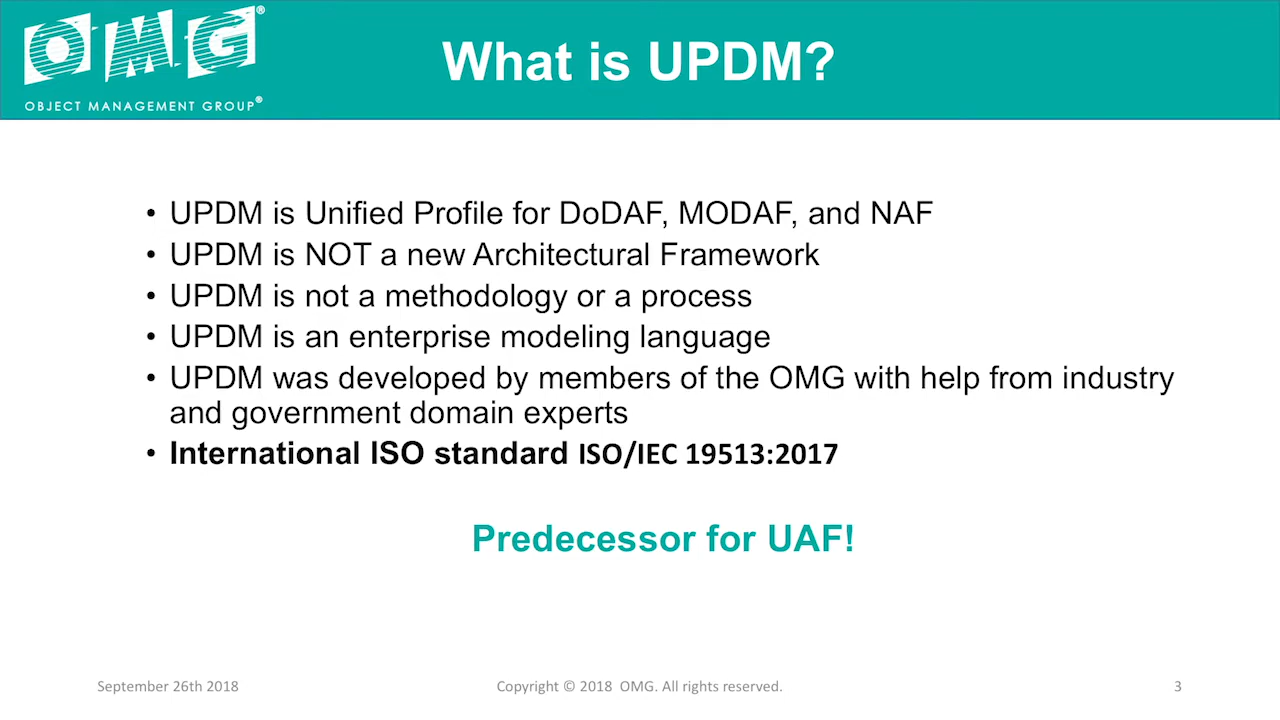 OMG®
OBJECT MANAGEMENT GROUP®
What is UPDM?
• UPDM is Unified Profile for DoDAF, MODAF, and NAF
• UPDM is NOT a new Architectural Framework
• UPDM is not a methodology or a process
• UPDM is an enterprise modeling language
• UPDM was developed by members of the OMG with help from industry
and government domain experts
• International ISO standard ISO/IEC 19513:2017
Predecessor for UAF!
September 26th 2018
Copyright © 2018 OMG. All rights reserved.
3